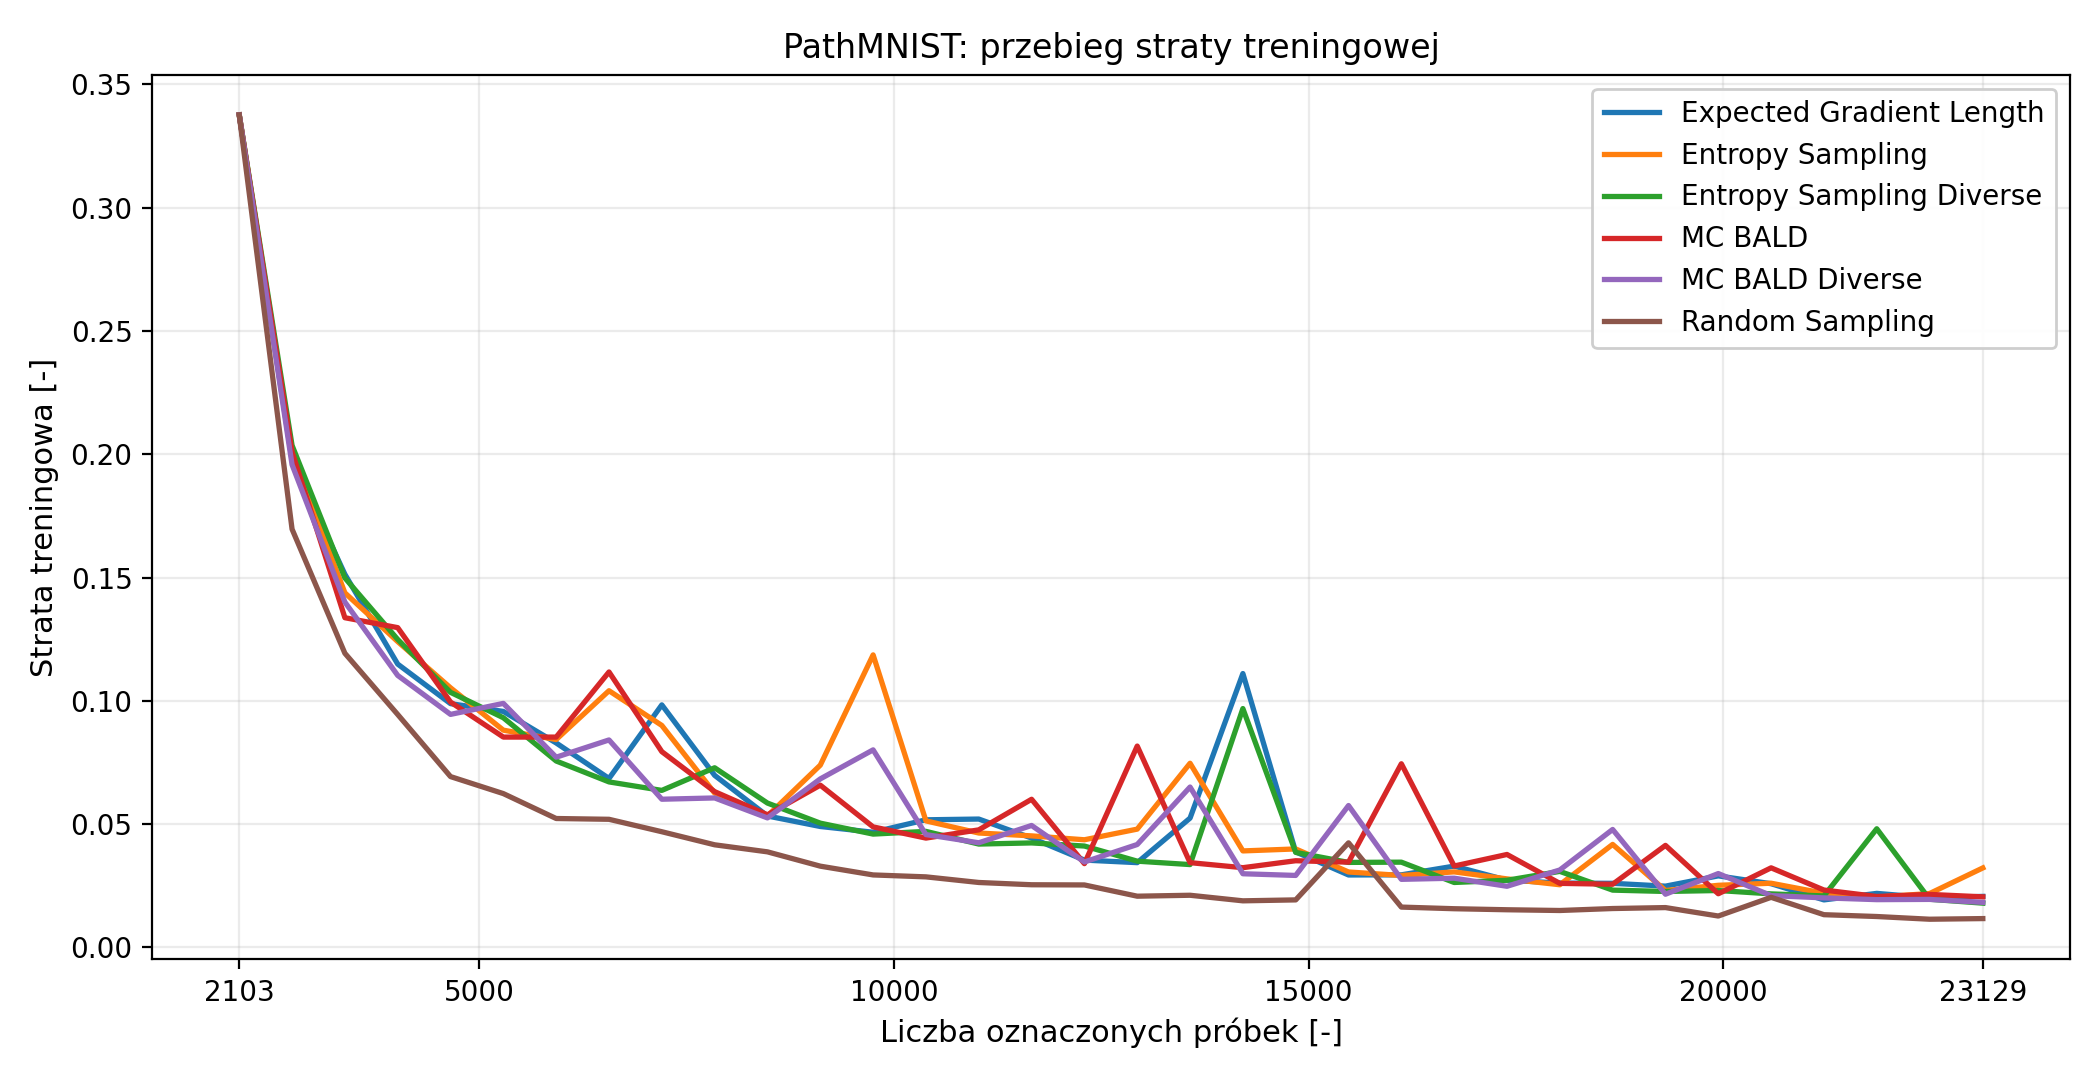 PathMNIST: przebieg straty treningowej
0.35
0.30
0.25
0.20
0.15
0.10
0.05
0.00
Strata treningowa [-]
Expected Gradient Length
Entropy Sampling
Entropy Sampling Diverse
MC BALD
MC BALD Diverse
Random Sampling
2103 5000 10000 15000 20000 23129
Liczba oznaczonych próbek [-]